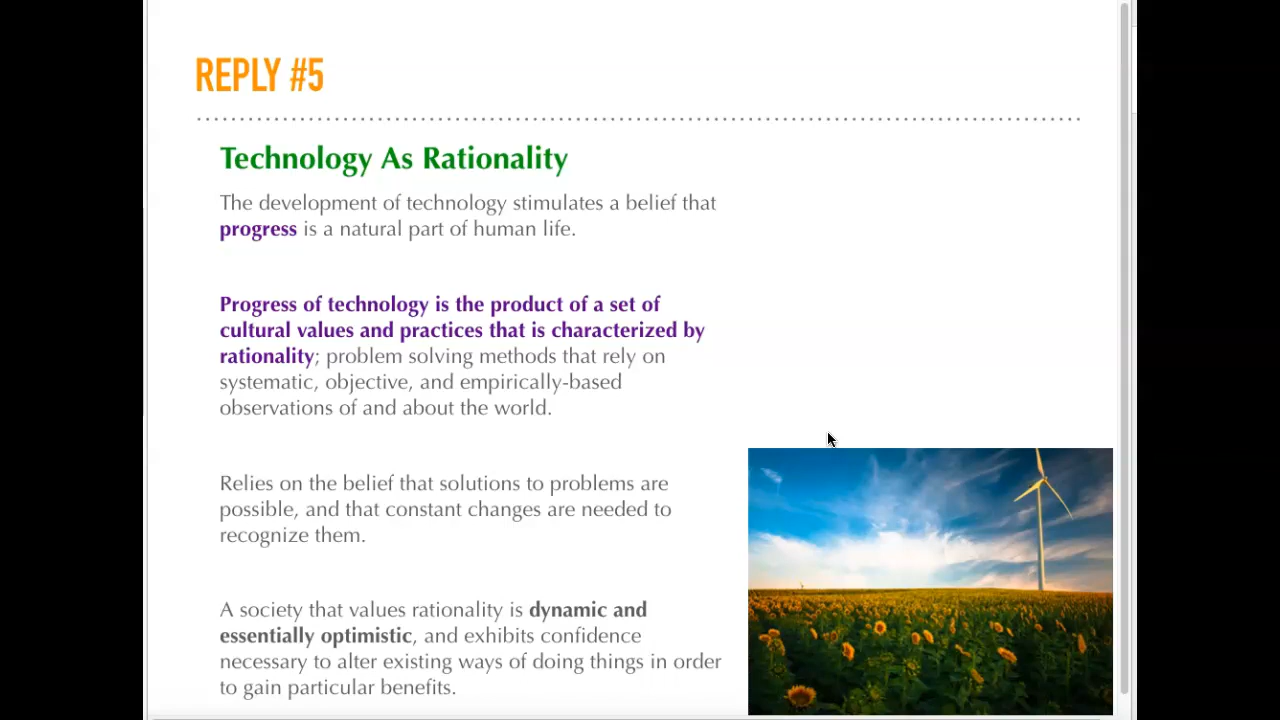 REPLY #5
Technology As Rationality
The development of technology stimulates a belief that
progress is a natural part of human life.
Progress of technology is the product of a set of
cultural values and practices that is characterized by
rationality; problem solving methods that rely on
systematic, objective, and empirically-based
observations of and about the world.
Relies on the belief that solutions to problems are
possible, and that constant changes are needed to
recognize them.
A society that values rationality is dynamic and
essentially optimistic, and exhibits confidence
necessary to alter existing ways of doing things in order
to gain particular benefits.